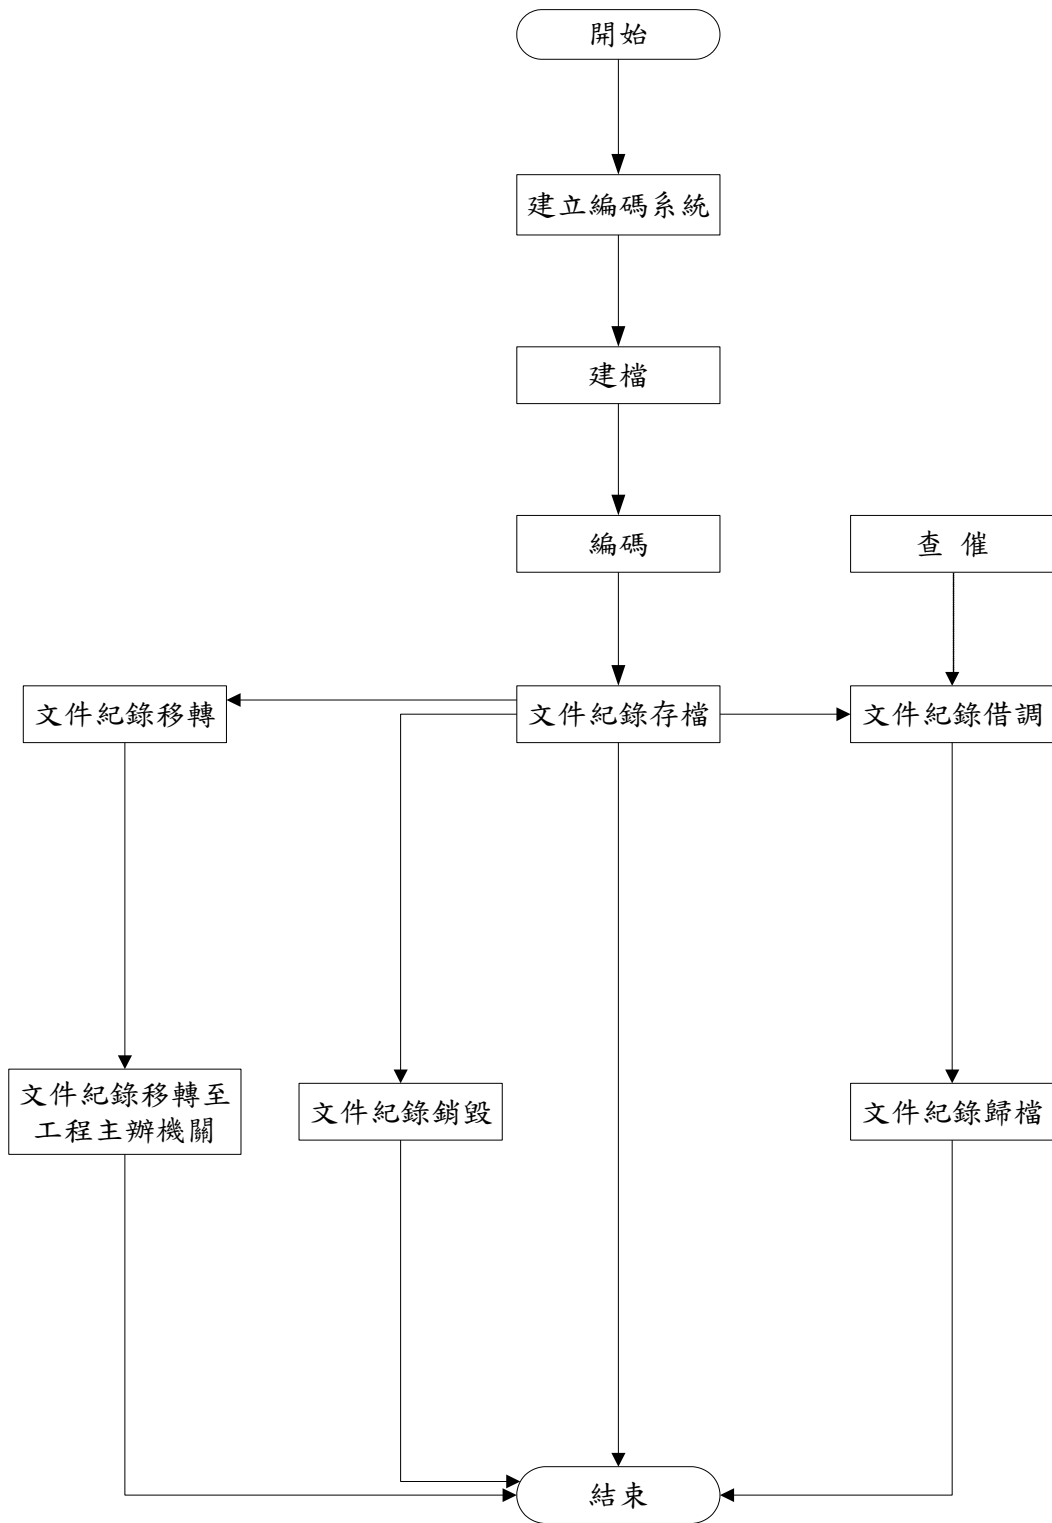 開始
建立編碼系統
建檔
編碼
查 催
文件紀錄移轉
文件紀錄存檔
文件紀錄借調
文件紀錄移轉至
工程主辦機關
文件紀錄銷毀
文件紀錄歸檔
結束